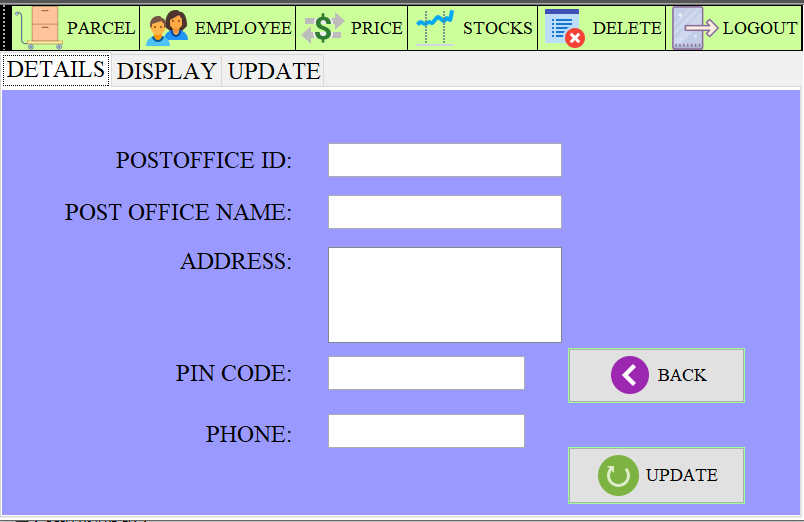 PARCEL EMPLOYEE PRICE STOCKS DELETE LOGOUT
DETAILS DISPLAY UPDATE
POSTOFFICE ID:
POST OFFICE NAME:
ADDRESS:
PIN CODE:
BACK
PHONE:
UPDATE